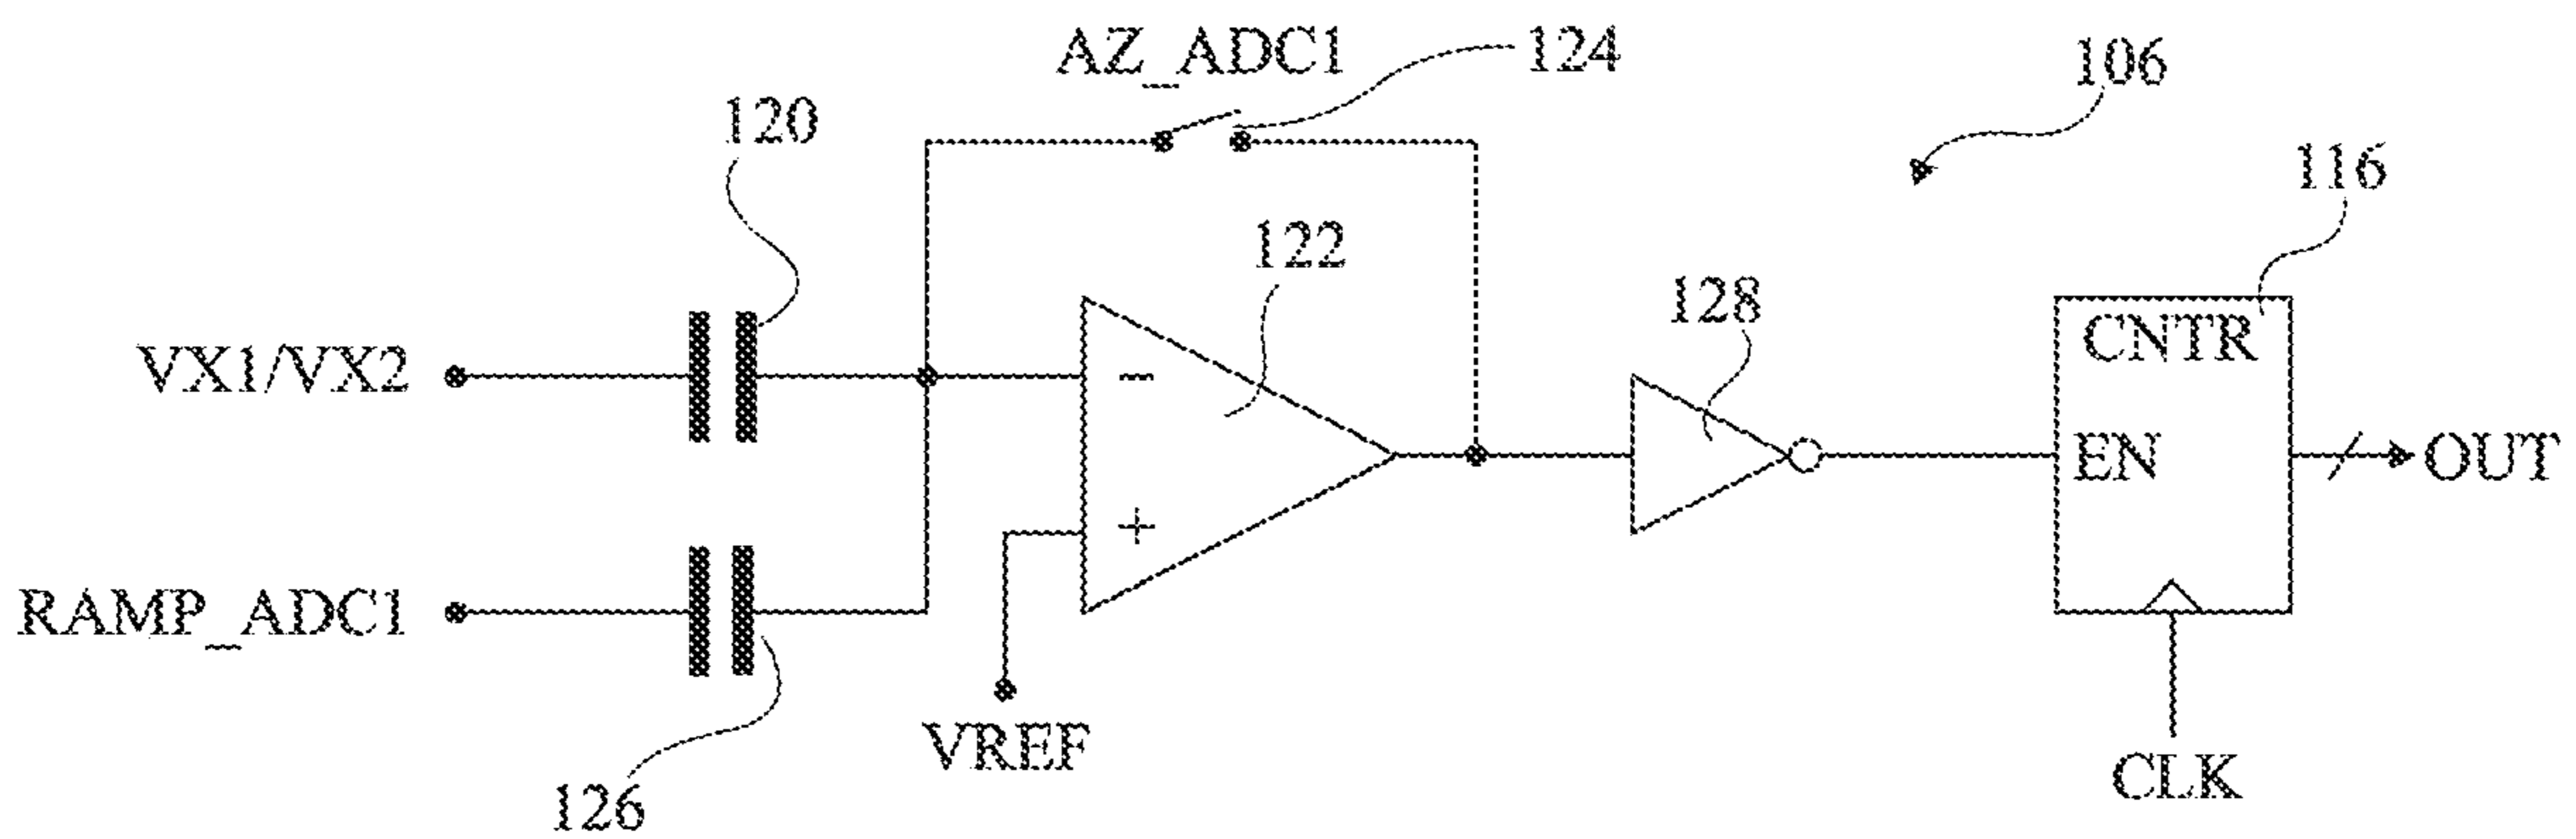 AZ_ADC1
124
106
120
116
122
128
CNTR
VX1/VX2
−
EN
OUT
+
RAMP_ADC1
VREF
CLK
126